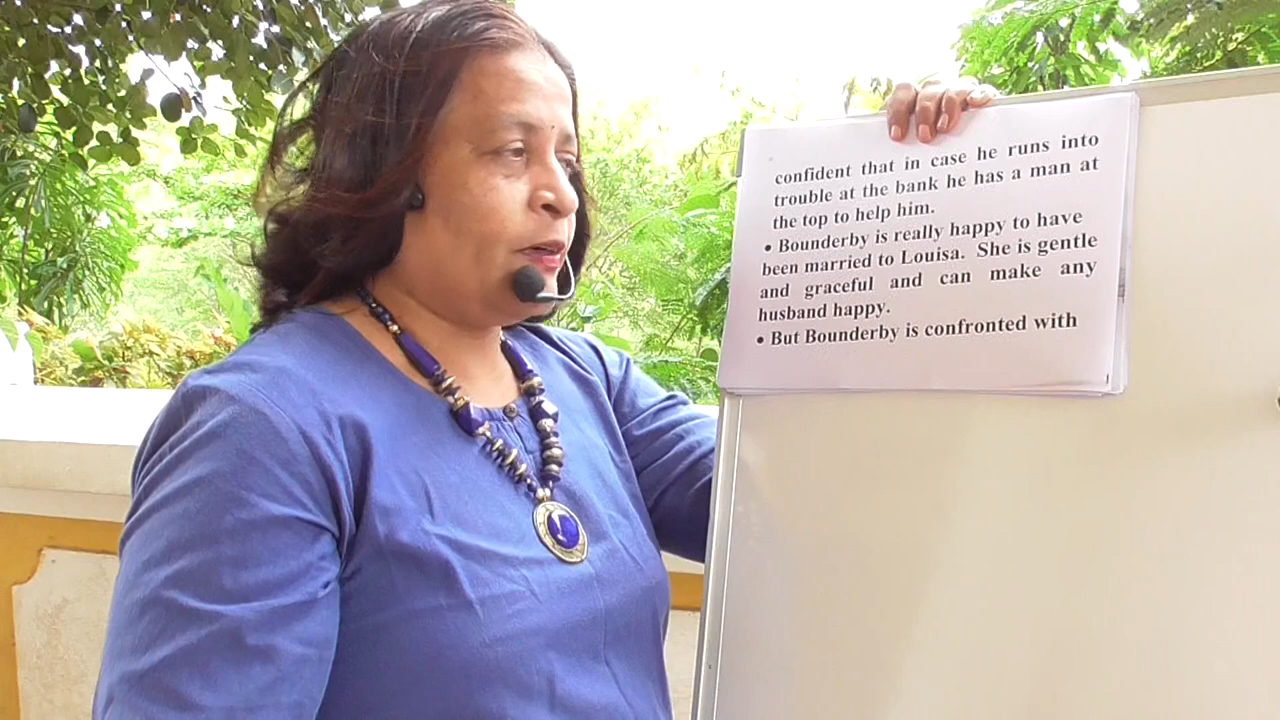 confident that in case he runs into
trouble at the bank he has a man at
the top to help him.
• Bounderby is really happy to have
been married to Louisa. She is gentle
and graceful and can make any
husband happy.
• But Bounderby is confronted with